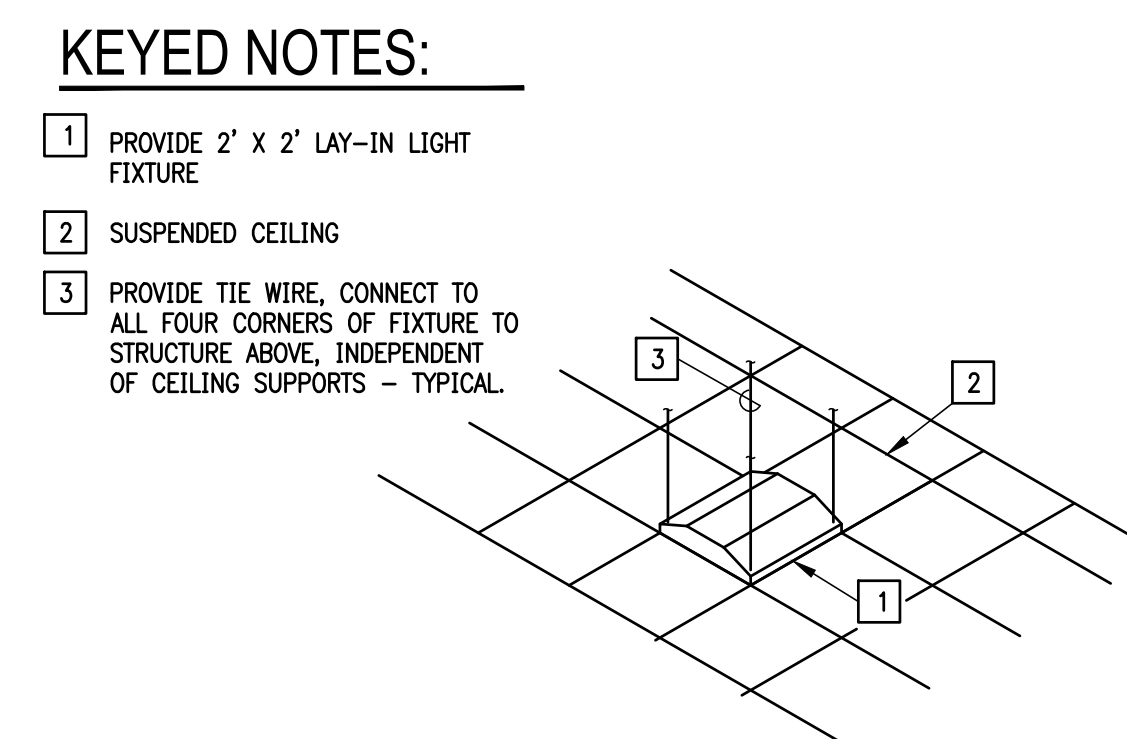 KEYED NOTES:
1 PROVIDE 2' X 2' LAY-IN LIGHT
FIXTURE
2 SUSPENDED CEILING
3 PROVIDE TIE WIRE, CONNECT TO
ALL FOUR CORNERS OF FIXTURE TO
STRUCTURE ABOVE, INDEPENDENT
OF CEILING SUPPORTS - TYPICAL.
3
2
1